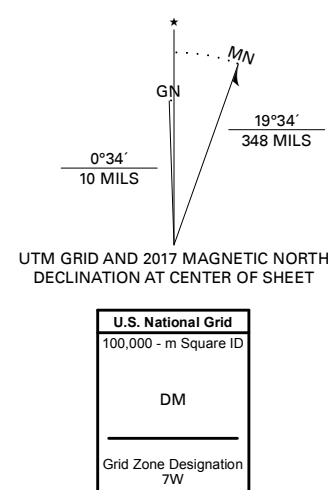 ★
MN
GN
19°34´
348 MILS
0°34´
10 MILS
UTM GRID AND 2017 MAGNETIC NORTH
DECLINATION AT CENTER OF SHEET
U.S. National Grid
100,000 - m Square ID
DM
Grid Zone Designation
7W